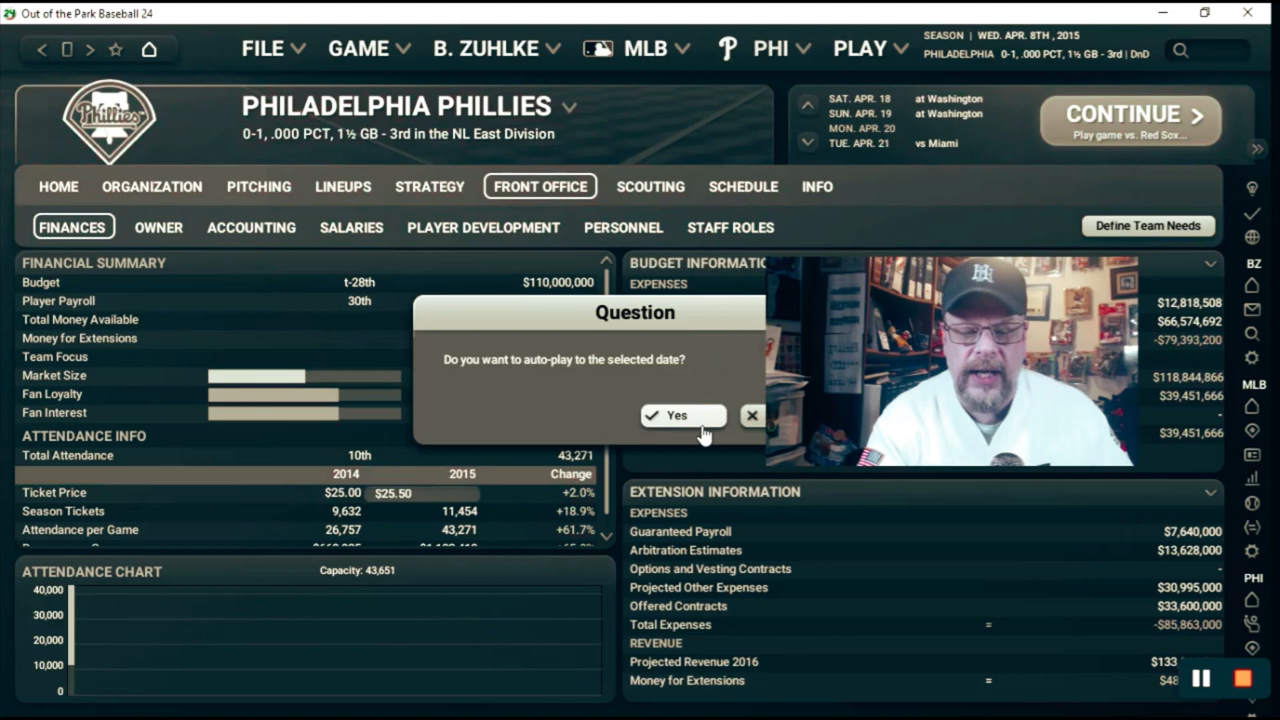 Out of the Park Baseball 24
FILE GAME B. ZUHLKE MLB PHI PLAY
SEASON | WED. APR. 8TH , 2015
PHILADELPHIA 0-1, .000 PCT, 1½ GB - 3rd | DnD
Phillies
PHILADELPHIA PHILLIES
0-1, .000 PCT, 1½ GB - 3rd in the NL East Division
SAT. APR. 18 at Washington
SUN. APR. 19 at Washington
MON. APR. 20
TUE. APR. 21 vs Miami
CONTINUE >
Play game vs. Red Sox...
HOME ORGANIZATION PITCHING LINEUPS STRATEGY FRONT OFFICE SCOUTING SCHEDULE INFO
FINANCES OWNER ACCOUNTING SALARIES PLAYER DEVELOPMENT PERSONNEL STAFF ROLES
Define Team Needs
FINANCIAL SUMMARY
Budget t-28th $110,000,000
Player Payroll 30th
Total Money Available
Money for Extensions
Team Focus
Market Size
Fan Loyalty
Fan Interest
ATTENDANCE INFO
Total Attendance 10th 43,271
2014 2015 Change
Ticket Price $25.00 $25.50 +2.0%
Season Tickets 9,632 11,454 +18.9%
Attendance per Game 26,757 43,271 +61.7%
ATTENDANCE CHART
Capacity: 43,651
40,000
30,000
20,000
10,000
0
Question
Do you want to auto-play to the selected date?
Yes
BUDGET INFORMATIO
EXPENSES
$12,818,508
$66,574,692
-$79,393,200
$118,844,866
$39,451,666
-
$39,451,666
EXTENSION INFORMATION
EXPENSES
Guaranteed Payroll $7,640,000
Arbitration Estimates $13,628,000
Options and Vesting Contracts -
Projected Other Expenses $30,995,000
Offered Contracts $33,600,000
Total Expenses = -$85,863,000
REVENUE
Projected Revenue 2016 $133
Money for Extensions = $48
BZ
MLB
PHI